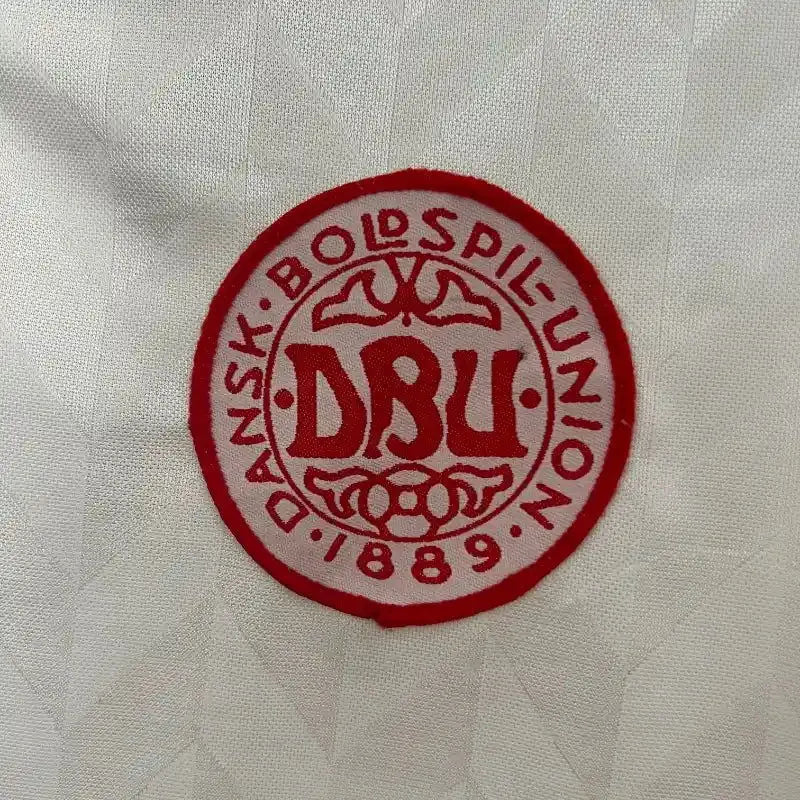 DANSK · BOLDSPIL-UNION
DBU
· 1889 ·